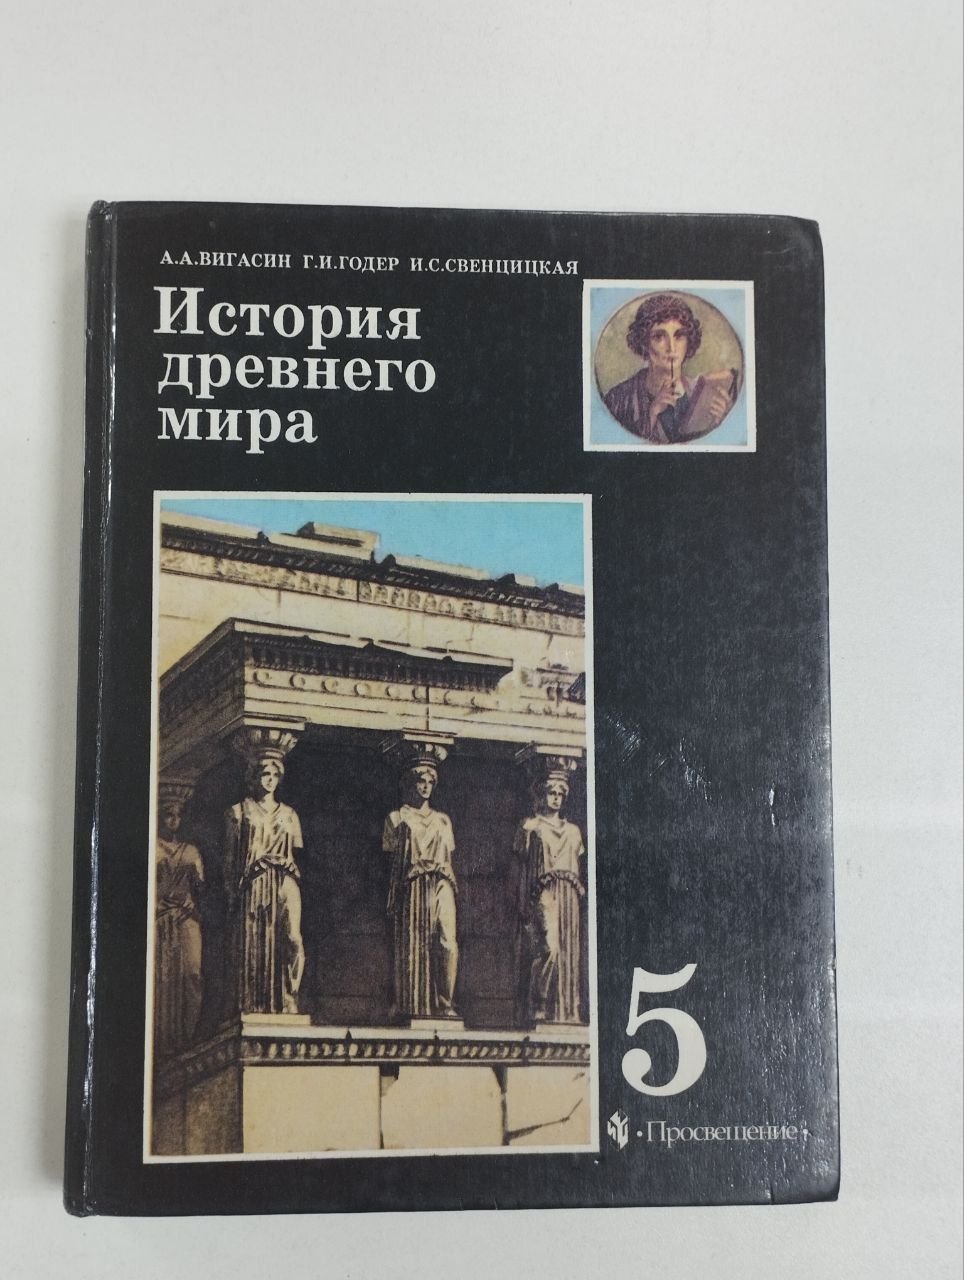 А.А.ВИГАСИН Г.И.ГОДЕР И.С.СВЕНЦИЦКАЯ
История
древнего
мира
5
·Просвещение·